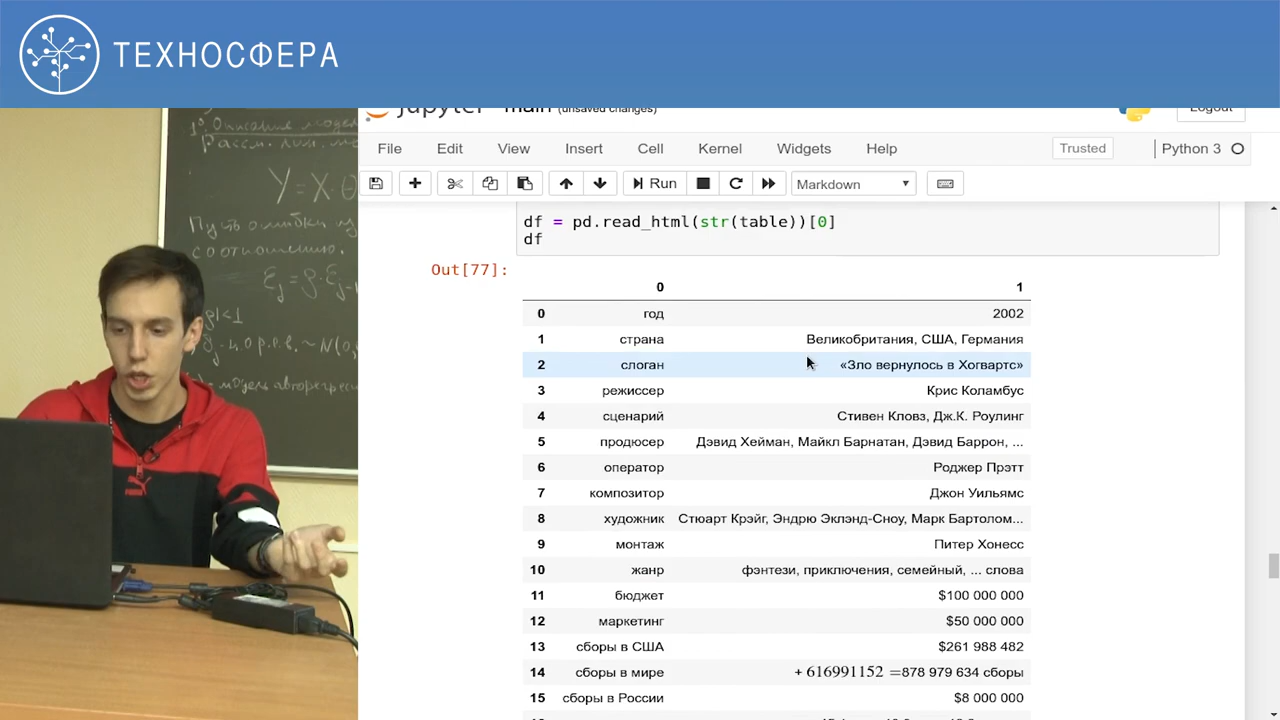 ТЕХНОСФЕРА
jupyter main (unsaved changes)
Logout
File Edit View Insert Cell Kernel Widgets Help Trusted Python 3
Run Markdown
df = pd.read_html(str(table))[0]
df
Out[77]:
0 1
0 год 2002
1 страна Великобритания, США, Германия
2 слоган «Зло вернулось в Хогвартс»
3 режиссер Крис Коламбус
4 сценарий Стивен Кловз, Дж.К. Роулинг
5 продюсер Дэвид Хейман, Майкл Барнатан, Дэвид Баррон, ...
6 оператор Роджер Прэтт
7 композитор Джон Уильямс
8 художник Стюарт Крэйг, Эндрю Эклэнд-Сноу, Марк Бартолом...
9 монтаж Питер Хонесс
10 жанр фэнтези, приключения, семейный, ... слова
11 бюджет $100 000 000
12 маркетинг $50 000 000
13 сборы в США $261 988 482
14 сборы в мире + 616991152 =878 979 634 сборы
15 сборы в России $8 000 000
1° Описание
Y = X · θ
Пусть ошибки
соотношению.